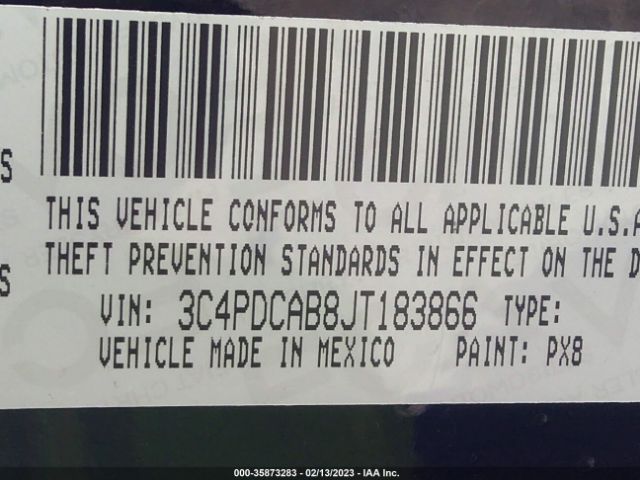 S
THIS VEHICLE CONFORMS TO ALL APPLICABLE U.S.A
THEFT PREVENTION STANDARDS IN EFFECT ON THE D
S
VIN: 3C4PDCAB8JT183866 TYPE:
VEHICLE MADE IN MEXICO PAINT: PX8
000-35873283 - 02/13/2023 - IAA Inc.